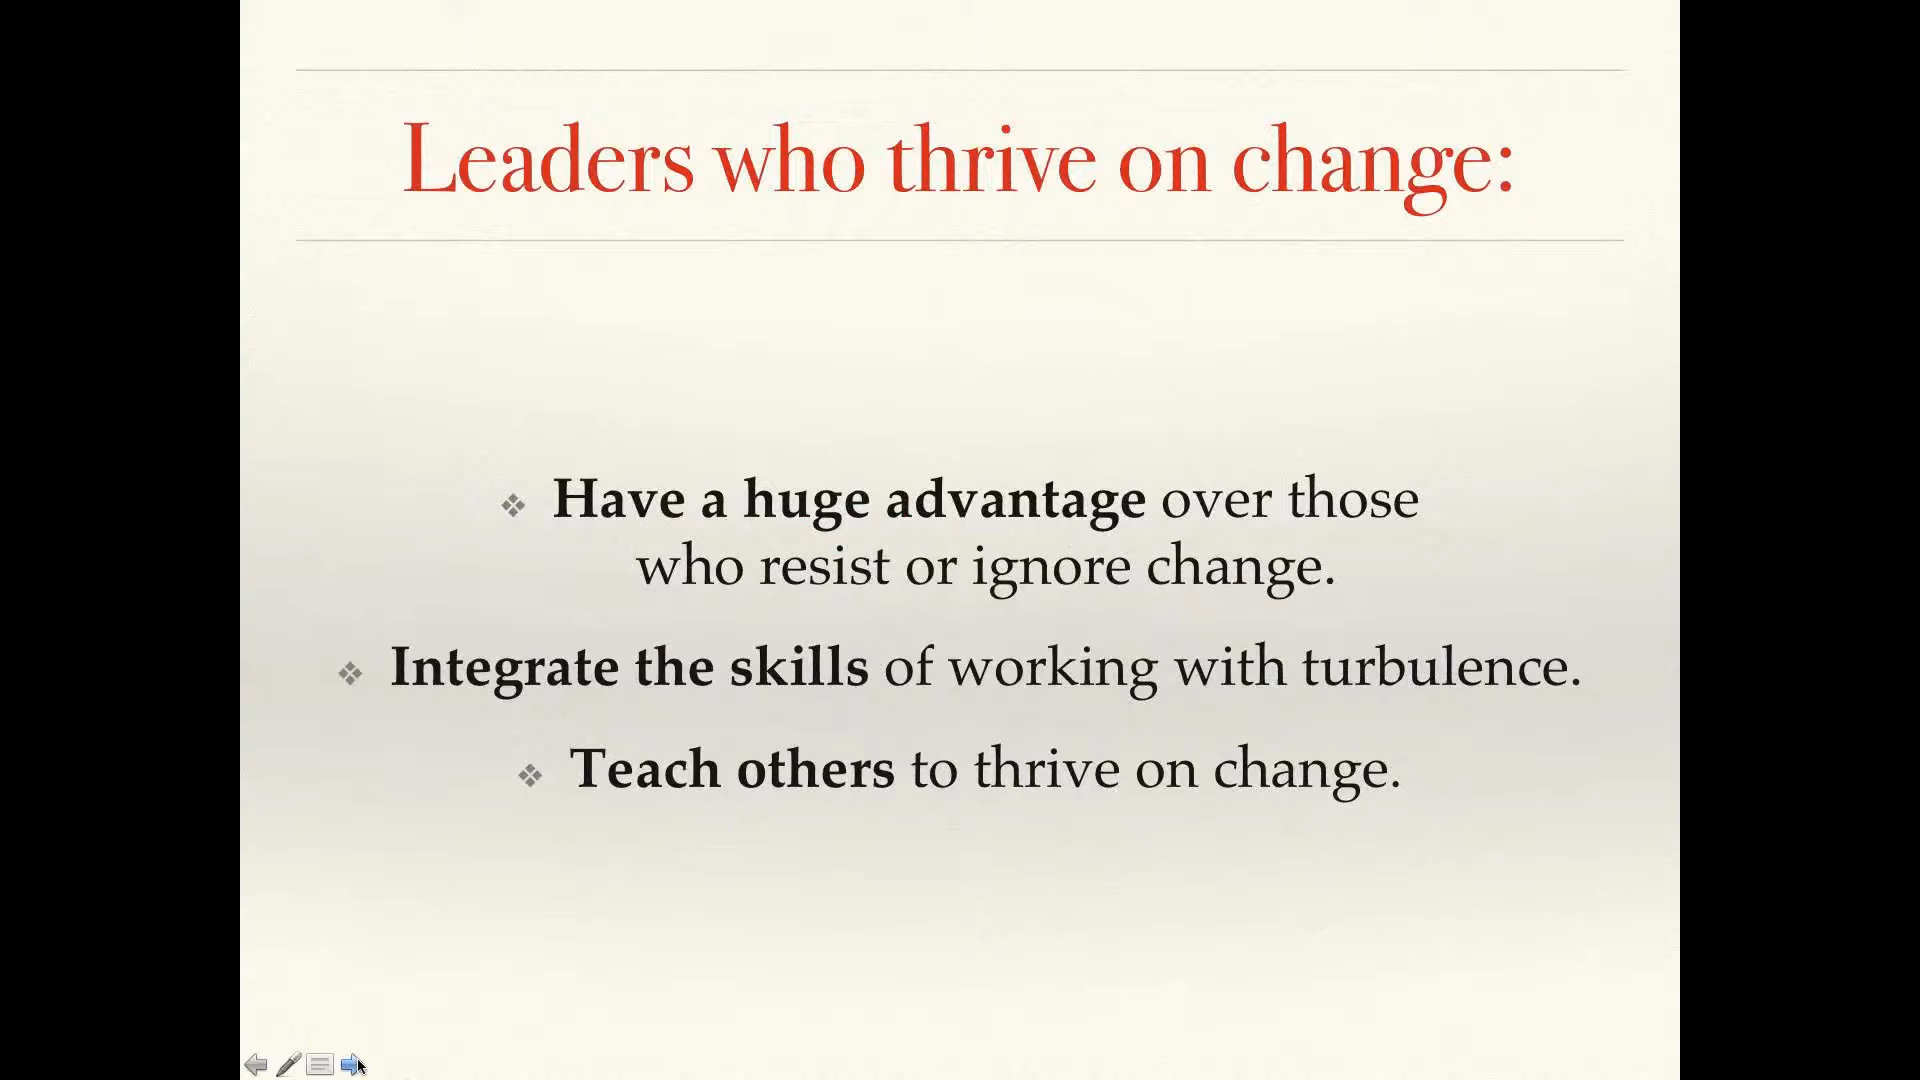 Leaders who thrive on change:
❖ Have a huge advantage over those
who resist or ignore change.
❖ Integrate the skills of working with turbulence.
❖ Teach others to thrive on change.